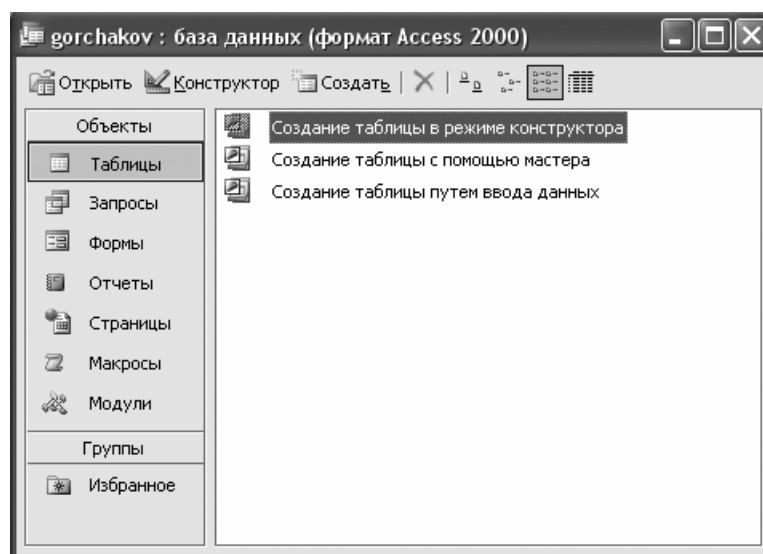 gorchakov : база данных (формат Access 2000)
Открыть Конструктор Создать
Объекты
Таблицы
Запросы
Формы
Отчеты
Страницы
Макросы
Модули
Группы
Избранное
Создание таблицы в режиме конструктора
Создание таблицы с помощью мастера
Создание таблицы путем ввода данных